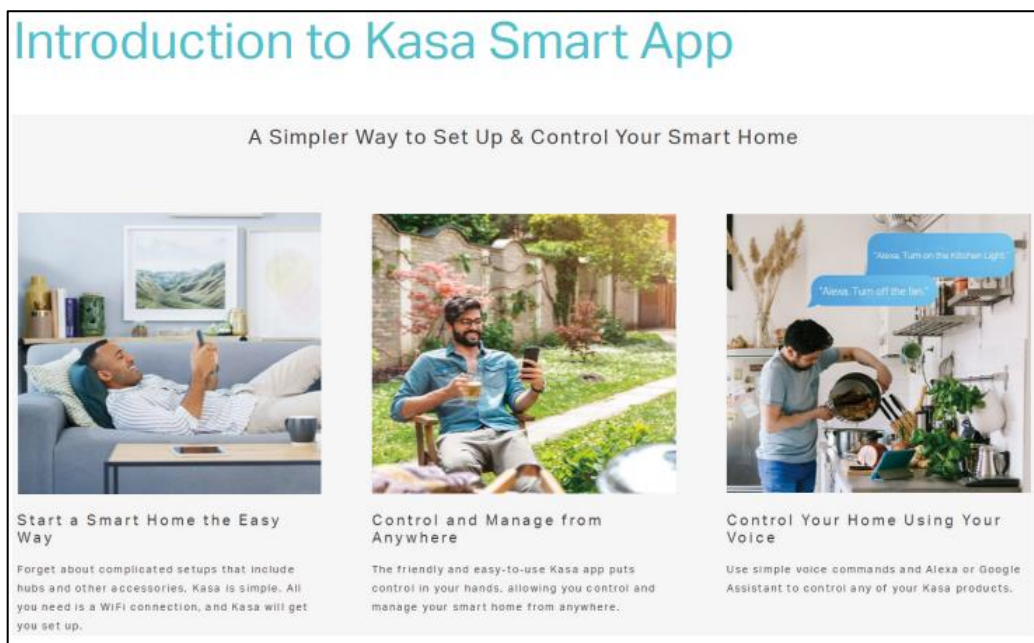 Introduction to Kasa Smart App
A Simpler Way to Set Up & Control Your Smart Home
"Alexa, Turn on the Kitchen Light."
"Alexa, Turn off the fan."
Start a Smart Home the Easy
Way
Forget about complicated setups that include
hubs and other accessories, Kasa is simple. All
you need is a WiFi connection, and Kasa will get
you set up.
Control and Manage from
Anywhere
The friendly and easy-to-use Kasa app puts
control in your hands, allowing you control and
manage your smart home from anywhere.
Control Your Home Using Your
Voice
Use simple voice commands and Alexa or Google
Assistant to control any of your Kasa products.